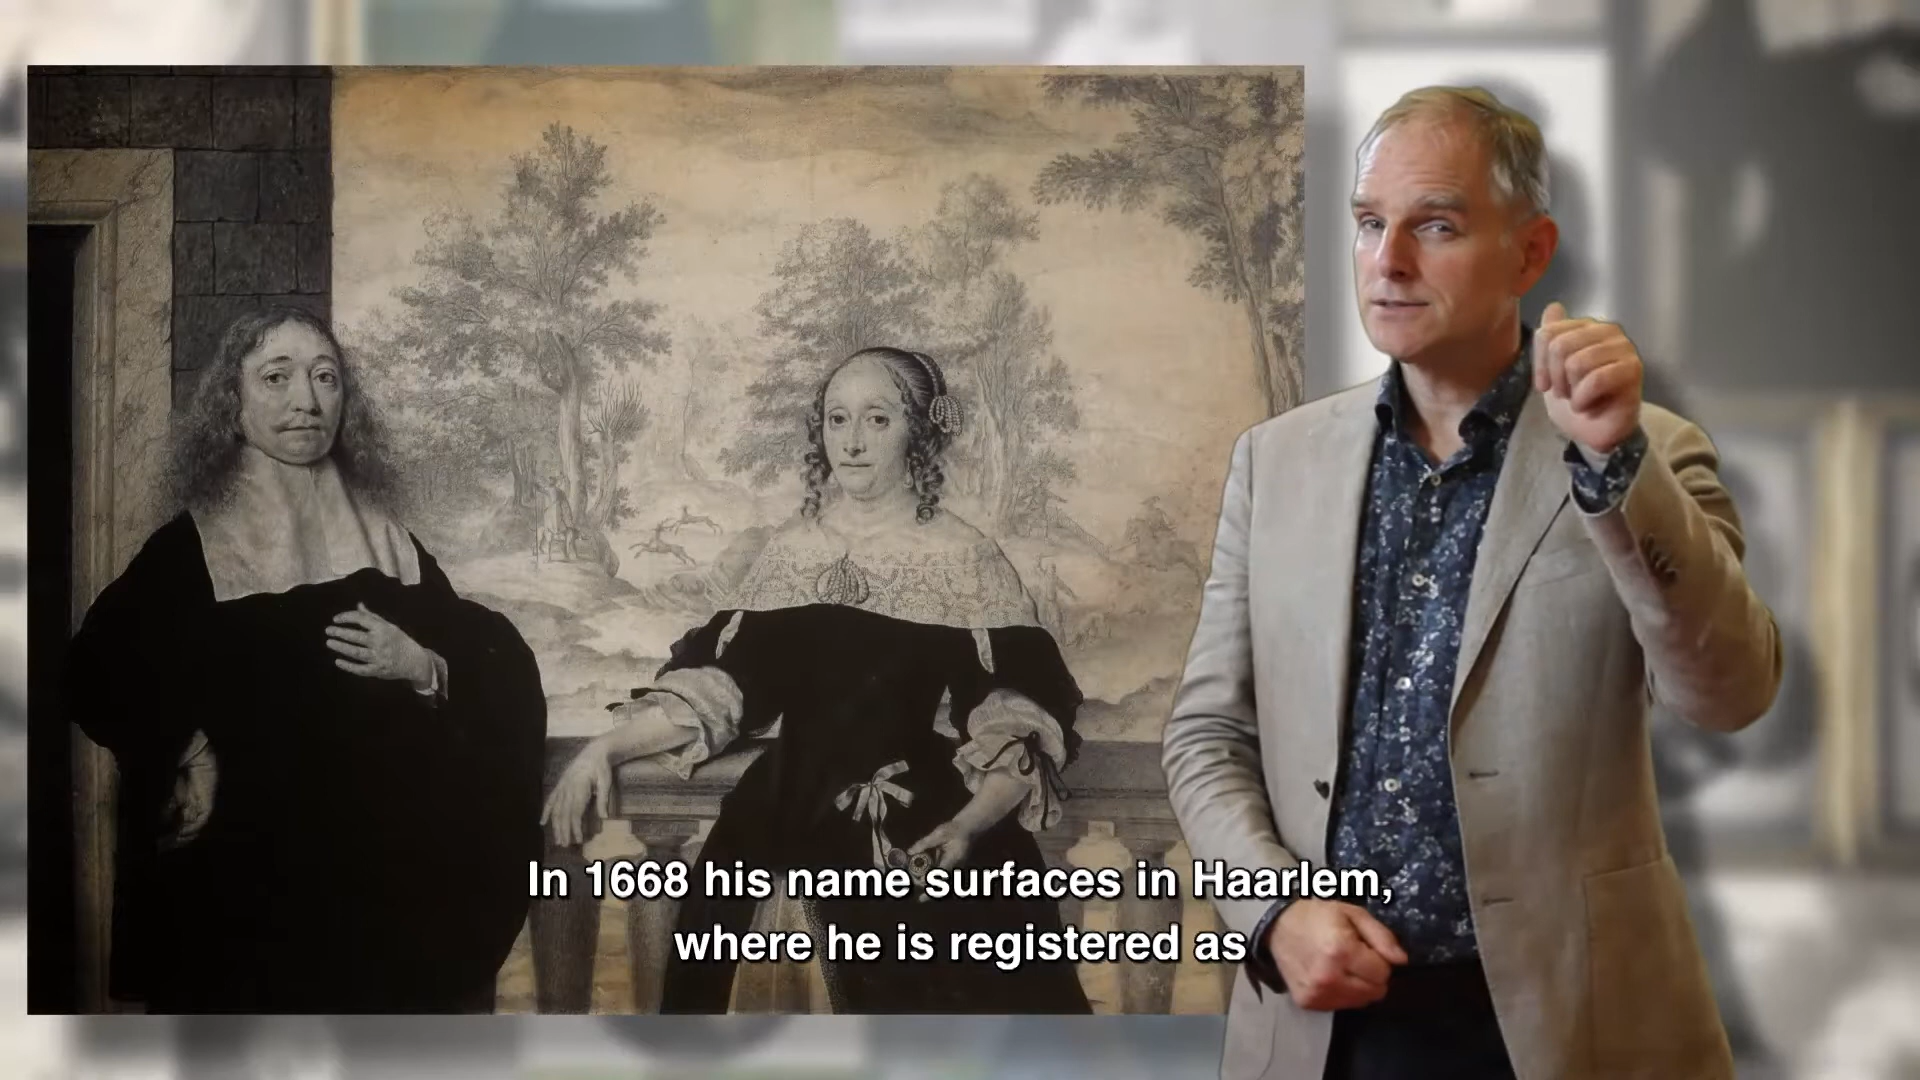 In 1668 his name surfaces in Haarlem,
where he is registered as